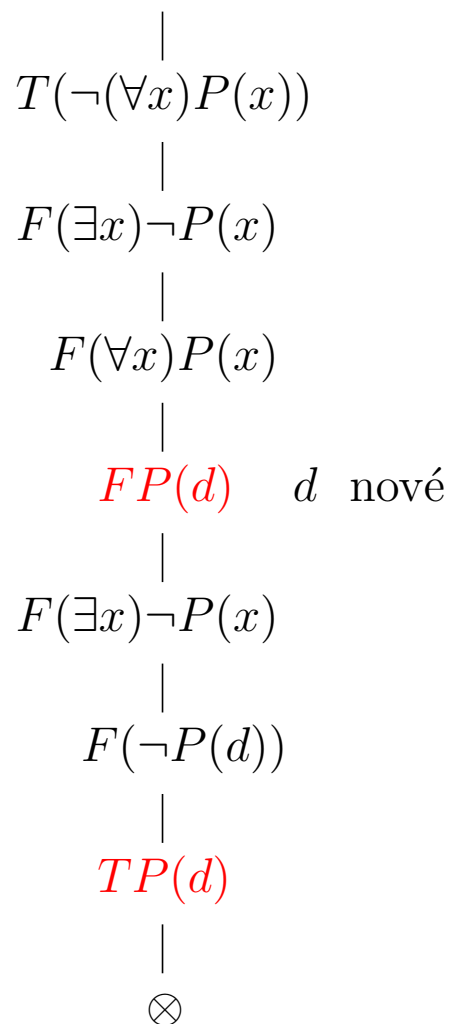 T(¬(∀x)P(x))
F(∃x)¬P(x)
F(∀x)P(x)
FP(d) d nové
F(∃x)¬P(x)
F(¬P(d))
TP(d)
⊗